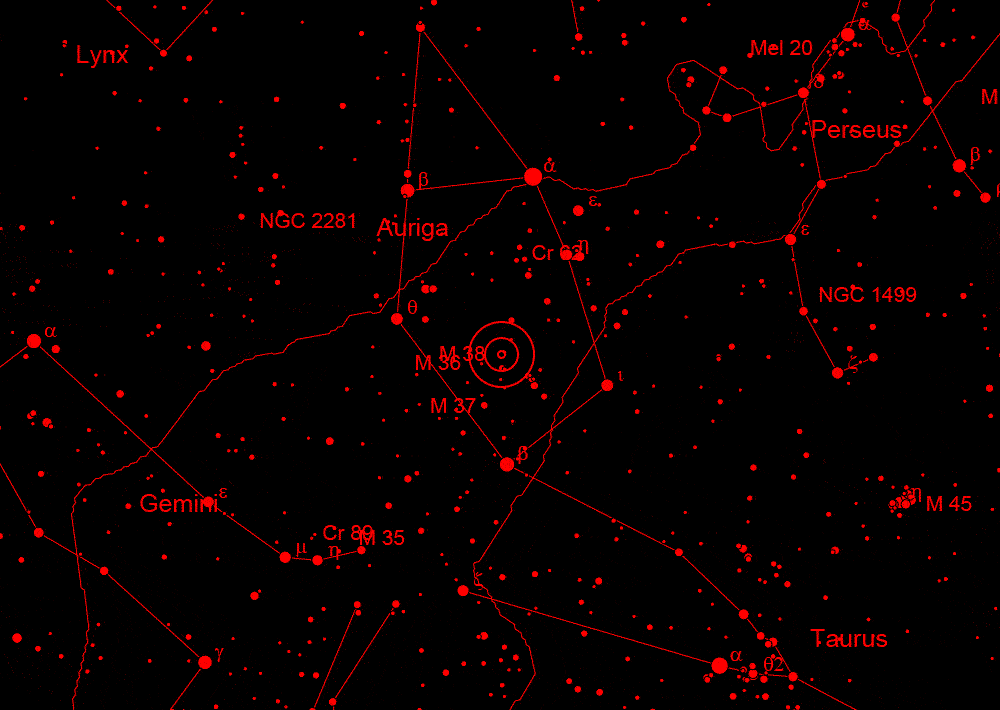 α
Mel 20
Lynx
δ
M
Perseus
β
α
β
ε
NGC 2281
Auriga
η
Cr
ε
NGC 1499
θ
α
M 38
M 36
ζ
ι
M 37
β
ε
Gemini
η
M 45
Cr 89
M 35
μ
η
ζ
Taurus
γ
α
θ2